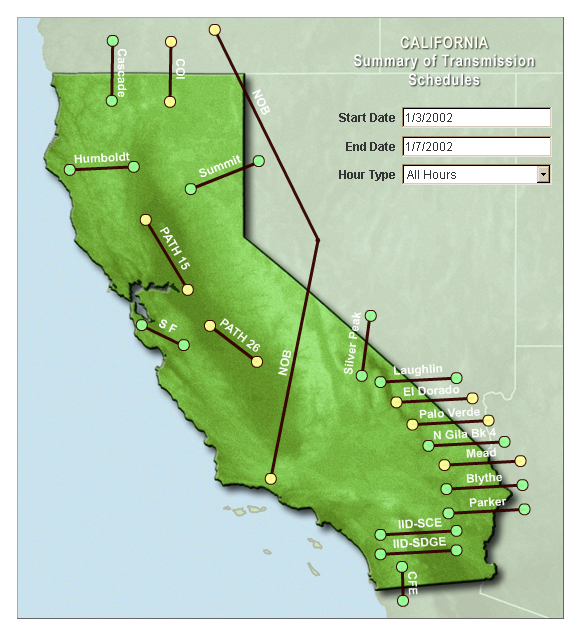 CALIFORNIA
Summary of Transmission
Schedules
Start Date 1/3/2002
End Date 1/7/2002
Hour Type All Hours
Cascade
COI
NOB
Humboldt
Summit
PATH 15
S F
PATH 26
NOB
Silver Peak
Laughlin
El Dorado
Palo Verde
N Gila Bk\4
Mead
Blythe
Parker
IID-SCE
IID-SDGE
CFE